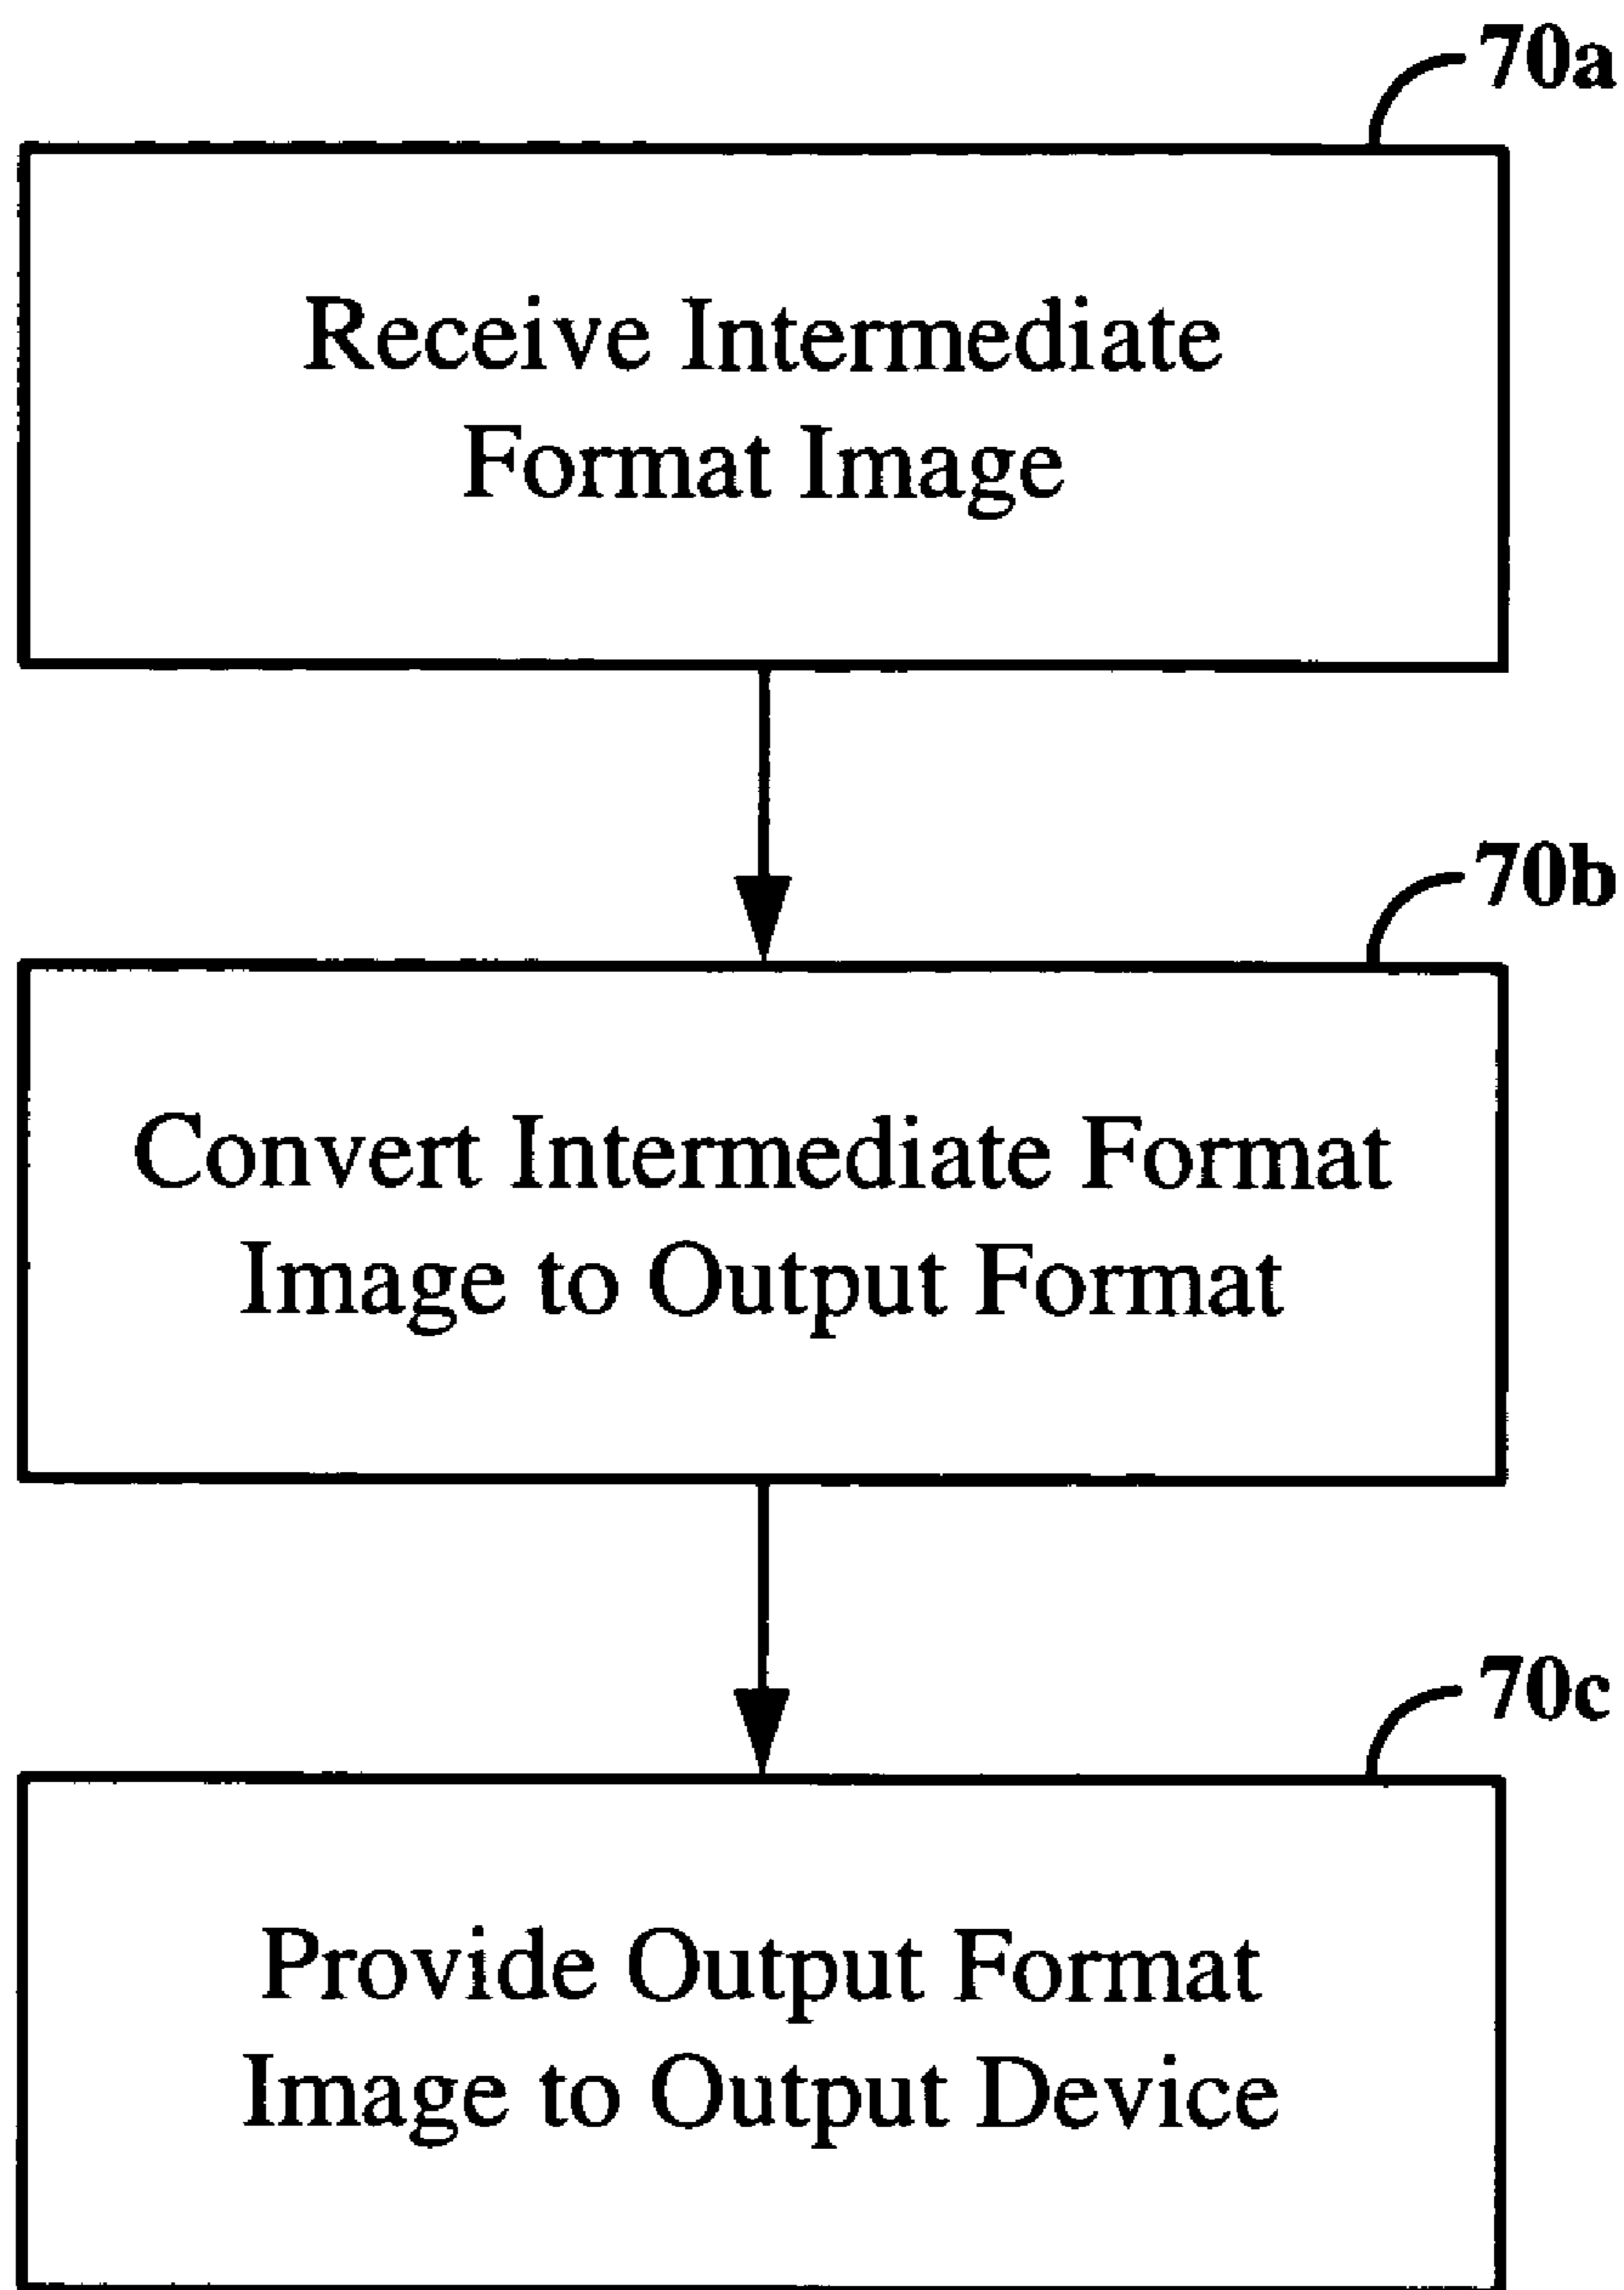 70a
Receive Intermediate
Format Image
70b
Convert Intermediate Format
Image to Output Format
70c
Provide Output Format
Image to Output Device